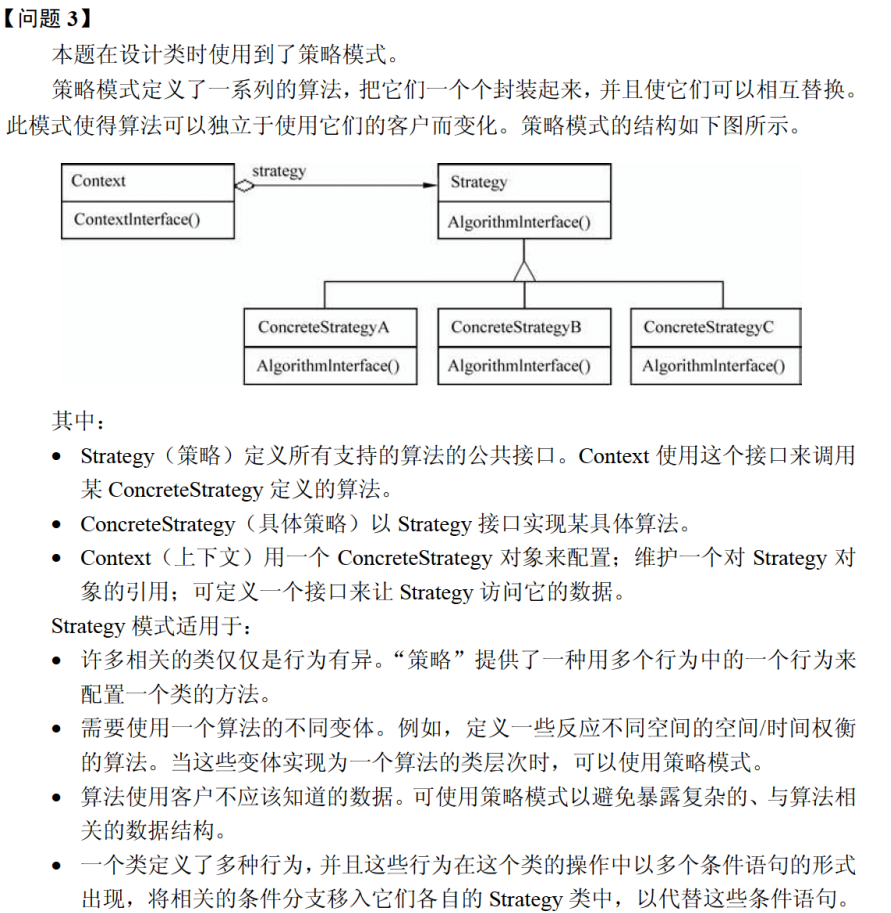 【问题 3】
本题在设计类时使用到了策略模式。
策略模式定义了一系列的算法，把它们一个个封装起来，并且使它们可以相互替换。
此模式使得算法可以独立于使用它们的客户而变化。策略模式的结构如下图所示。
Context
strategy
Strategy
ContextInterface()
AlgorithmInterface()
ConcreteStrategyA
ConcreteStrategyB
ConcreteStrategyC
AlgorithmInterface()
AlgorithmInterface()
AlgorithmInterface()
其中：
• Strategy（策略）定义所有支持的算法的公共接口。Context 使用这个接口来调用
某 ConcreteStrategy 定义的算法。
• ConcreteStrategy（具体策略）以 Strategy 接口实现某具体算法。
• Context（上下文）用一个 ConcreteStrategy 对象来配置；维护一个对 Strategy 对
象的引用；可定义一个接口来让 Strategy 访问它的数据。
Strategy 模式适用于：
• 许多相关的类仅仅是行为有异。“策略”提供了一种用多个行为中的一个行为来
配置一个类的方法。
• 需要使用一个算法的不同变体。例如，定义一些反应不同空间的空间/时间权衡
的算法。当这些变体实现为一个算法的类层次时，可以使用策略模式。
• 算法使用客户不应该知道的数据。可使用策略模式以避免暴露复杂的、与算法相
关的数据结构。
• 一个类定义了多种行为，并且这些行为在这个类的操作中以多个条件语句的形式
出现，将相关的条件分支移入它们各自的 Strategy 类中，以代替这些条件语句。